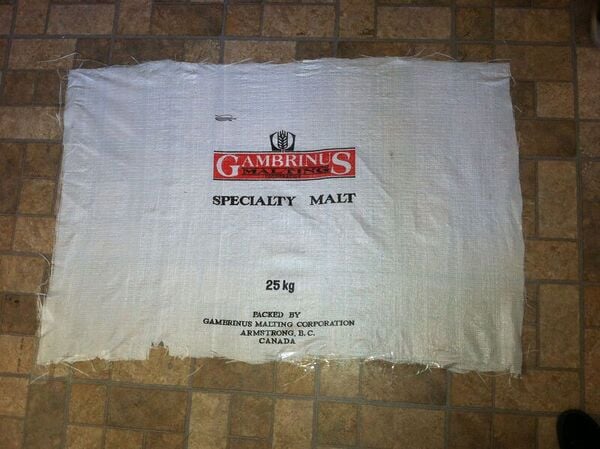 GAMBRINUS
MALTING
SPECIALTY MALT
25 kg
PACKED BY
GAMBRINUS MALTING CORPORATION
ARMSTRONG, B.C.
CANADA